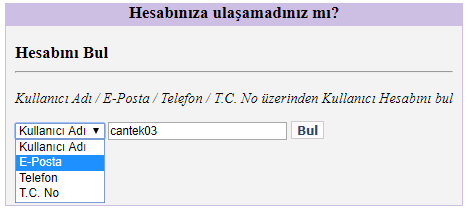 Hesabınıza ulaşamadınız mı?
Hesabını Bul
Kullanıcı Adı / E-Posta / Telefon / T.C. No üzerinden Kullanıcı Hesabını bul
Kullanıcı Adı cantek03 Bul
Kullanıcı Adı
E-Posta
Telefon
T.C. No